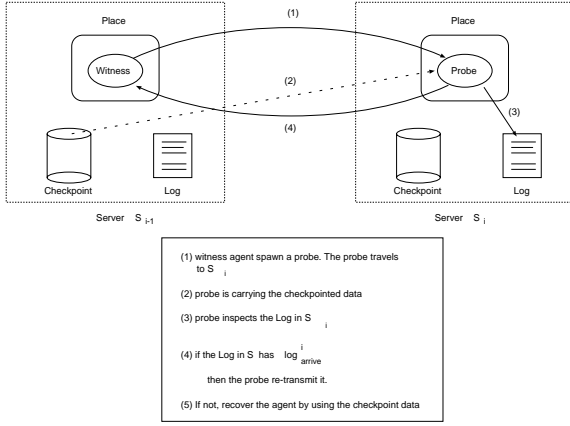 (1)
Place
Place
Witness
Probe
(2)
(3)
(4)
Checkpoint
Log
Checkpoint
Log
Server S i-1
Server S i
(1) witness agent spawn a probe. The probe travels
to S i
(2) probe is carrying the checkpointed data
(3) probe inspects the Log in S i
(4) if the Log in S has log i arrive
then the probe re-transmit it.
(5) If not, recover the agent by using the checkpoint data